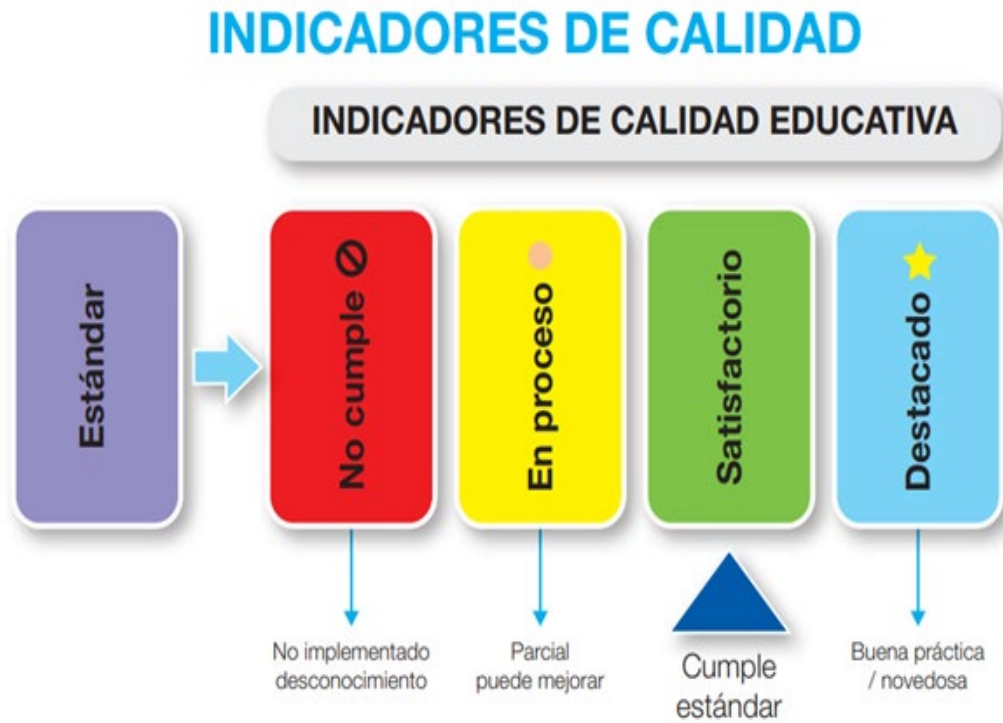 INDICADORES DE CALIDAD
INDICADORES DE CALIDAD EDUCATIVA
Estándar
No cumple
En proceso
Satisfactorio
Destacado
No implementado
desconocimiento
Parcial
puede mejorar
Cumple
estándar
Buena práctica
/ novedosa